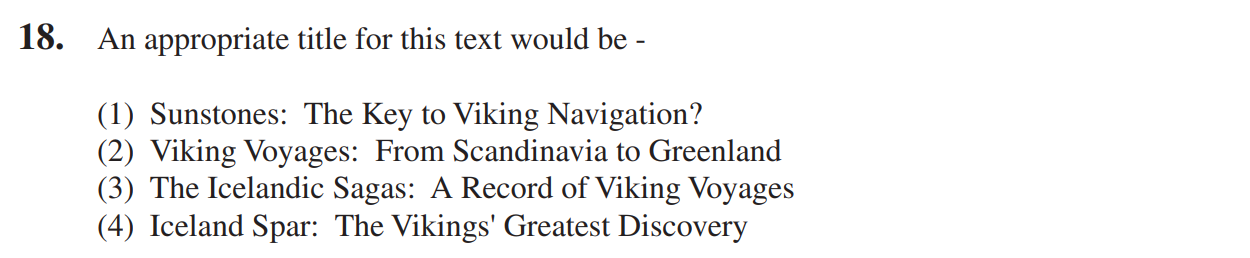 18. An appropriate title for this text would be -
(1) Sunstones: The Key to Viking Navigation?
(2) Viking Voyages: From Scandinavia to Greenland
(3) The Icelandic Sagas: A Record of Viking Voyages
(4) Iceland Spar: The Vikings' Greatest Discovery